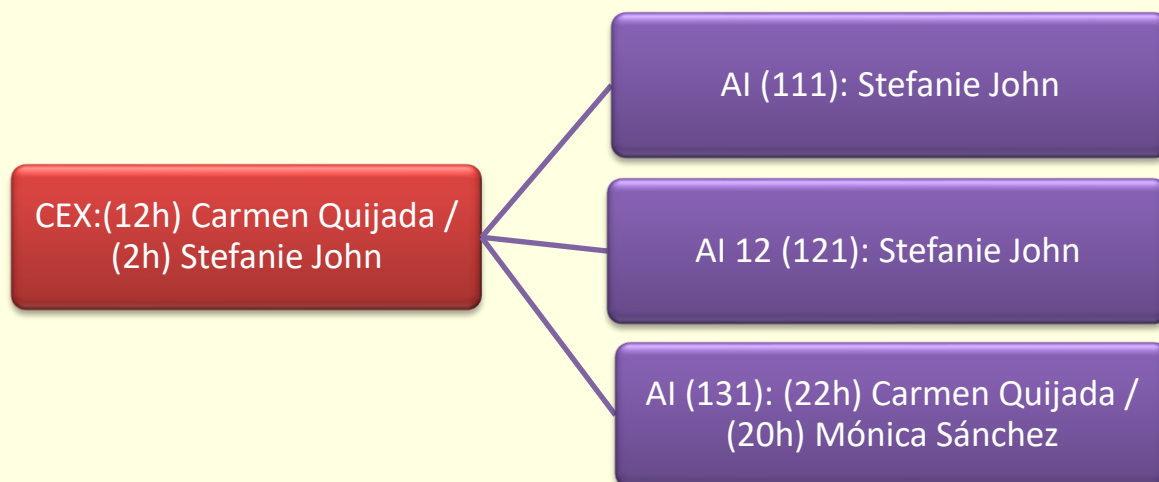 AI (111): Stefanie John
CEX:(12h) Carmen Quijada /
(2h) Stefanie John
AI 12 (121): Stefanie John
AI (131): (22h) Carmen Quijada /
(20h) Mónica Sánchez